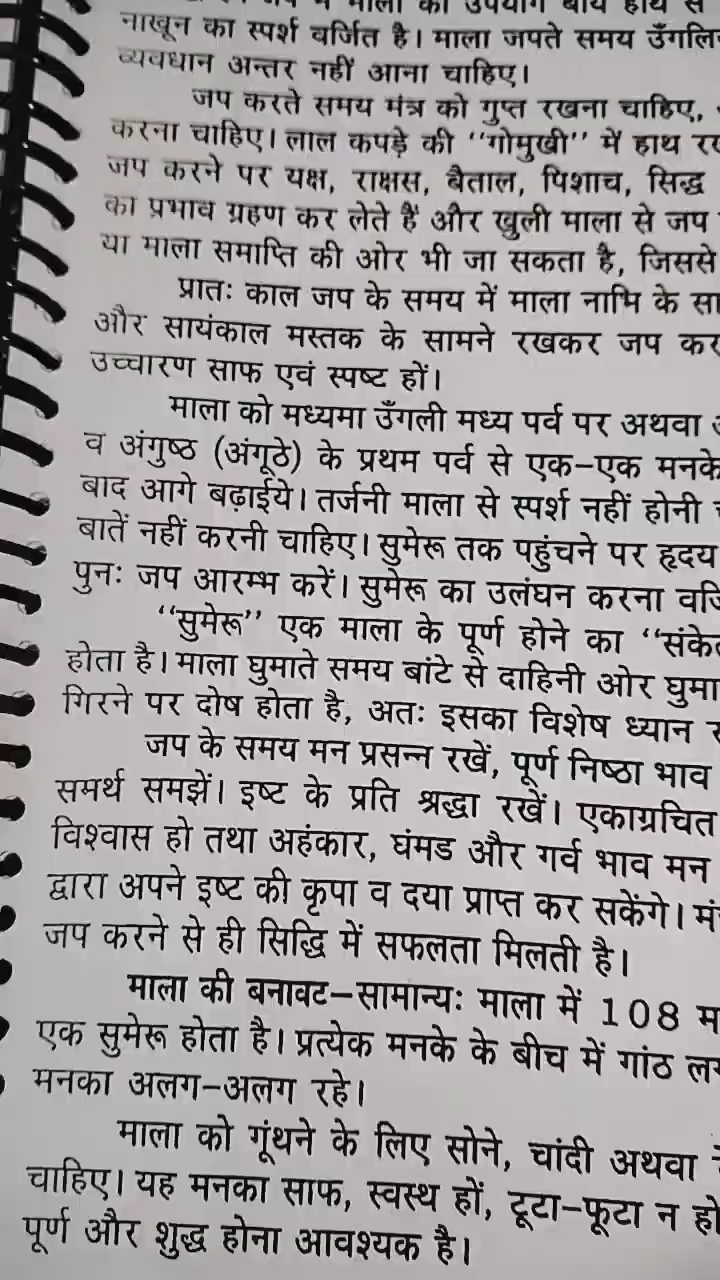 माला का उपयोग बायें हाथ से
नाखून का स्पर्श वर्जित है। माला जपते समय
व्यवधान अन्तर नहीं आना चाहिए।
जप करते समय मंत्र को गुप्त रखना चाहिए,
करना चाहिए। लाल कपड़े की ‘‘गोमुखी’’ में हाथ
जप करने पर यक्ष, राक्षस, बैताल, पिशाच, सिद्ध
का प्रभाव ग्रहण कर लेते हैं और खुली माला से जप
या माला समाप्ति की ओर भी जा सकता है, जिससे
प्रातः काल जप के समय में माला नाभि के
और सायंकाल मस्तक के सामने रखकर जप
उच्चारण साफ एवं स्पष्ट हों।
माला को मध्यमा उँगली मध्य पर्व पर अथवा
व अंगुष्ठ (अंगूठे) के प्रथम पर्व से एक-एक मनके
बाद आगे बढ़ाईये। तर्जनी माला से स्पर्श नहीं होनी
बातें नहीं करनी चाहिए। सुमेरू तक पहुंचने पर हृदय
पुनः जप आरम्भ करें। सुमेरू का उलंघन करना
‘‘सुमेरू’’ एक माला के पूर्ण होने का
होता है। माला घुमाते समय बांटे से दाहिनी ओर
गिरने पर दोष होता है, अतः इसका विशेष ध्यान
जप के समय मन प्रसन्न रखें, पूर्ण निष्ठा भाव
समर्थ समझें। इष्ट के प्रति श्रद्धा रखें। एकाग्रचित
विश्वास हो तथा अहंकार, घंमड और गर्व भाव मन
द्वारा अपने इष्ट की कृपा व दया प्राप्त कर सकेंगे।
जप करने से ही सिद्धि में सफलता मिलती है।
माला की बनावट-सामान्यः माला में 108
एक सुमेरू होता है। प्रत्येक मनके के बीच में गांठ
मनका अलग-अलग रहे।
माला को गूंथने के लिए सोने, चांदी अथवा
चाहिए। यह मनका साफ, स्वस्थ हों, टूटा-फूटा न
पूर्ण और शुद्ध होना आवश्यक है।